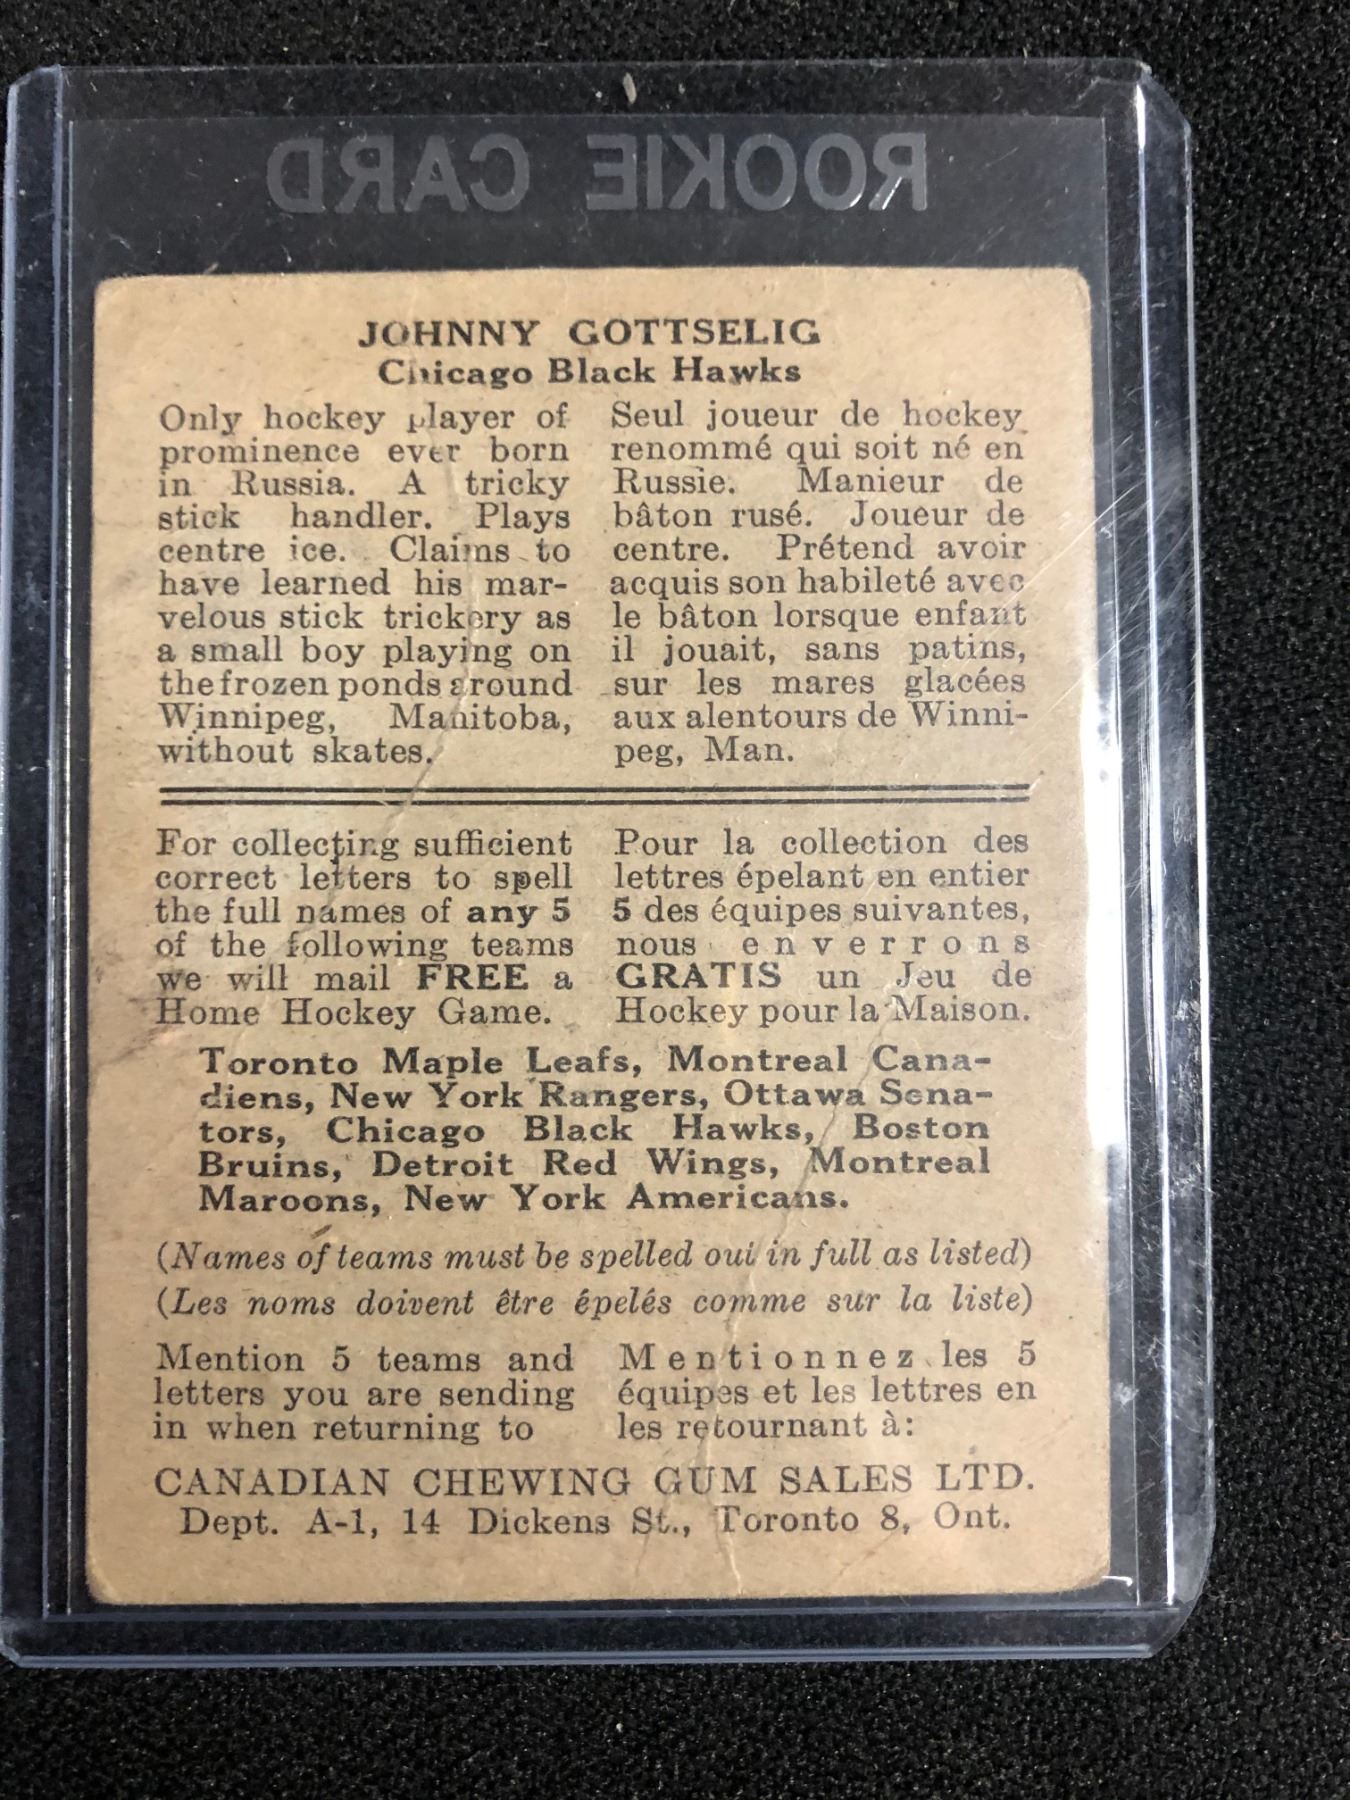 ROOKIE CARD
JOHNNY GOTTSELIG
Chicago Black Hawks
Only hockey player of
prominence ever born
in Russia. A tricky
stick handler. Plays
centre ice. Claims to
have learned his mar-
velous stick trickery as
a small boy playing on
the frozen ponds around
Winnipeg, Manitoba,
without skates.
Seul joueur de hockey
renommé qui soit né en
Russie. Manieur de
bâton rusé. Joueur de
centre. Prétend avoir
acquis son habileté avec
le bâton lorsque enfant
il jouait, sans patins,
sur les mares glacées
aux alentours de Winni-
peg, Man.
For collecting sufficient
correct letters to spell
the full names of any 5
of the following teams
we will mail FREE a
Home Hockey Game.
Pour la collection des
lettres épelant en entier
5 des équipes suivantes,
nous enverrons
GRATIS un Jeu de
Hockey pour la Maison.
Toronto Maple Leafs, Montreal Cana-
diens, New York Rangers, Ottawa Sena-
tors, Chicago Black Hawks, Boston
Bruins, Detroit Red Wings, Montreal
Maroons, New York Americans.
(Names of teams must be spelled out in full as listed)
(Les noms doivent être épelés comme sur la liste)
Mention 5 teams and
letters you are sending
in when returning to
Mentionnez les 5
équipes et les lettres en
les retournant à:
CANADIAN CHEWING GUM SALES LTD.
Dept. A-1, 14 Dickens St., Toronto 8, Ont.